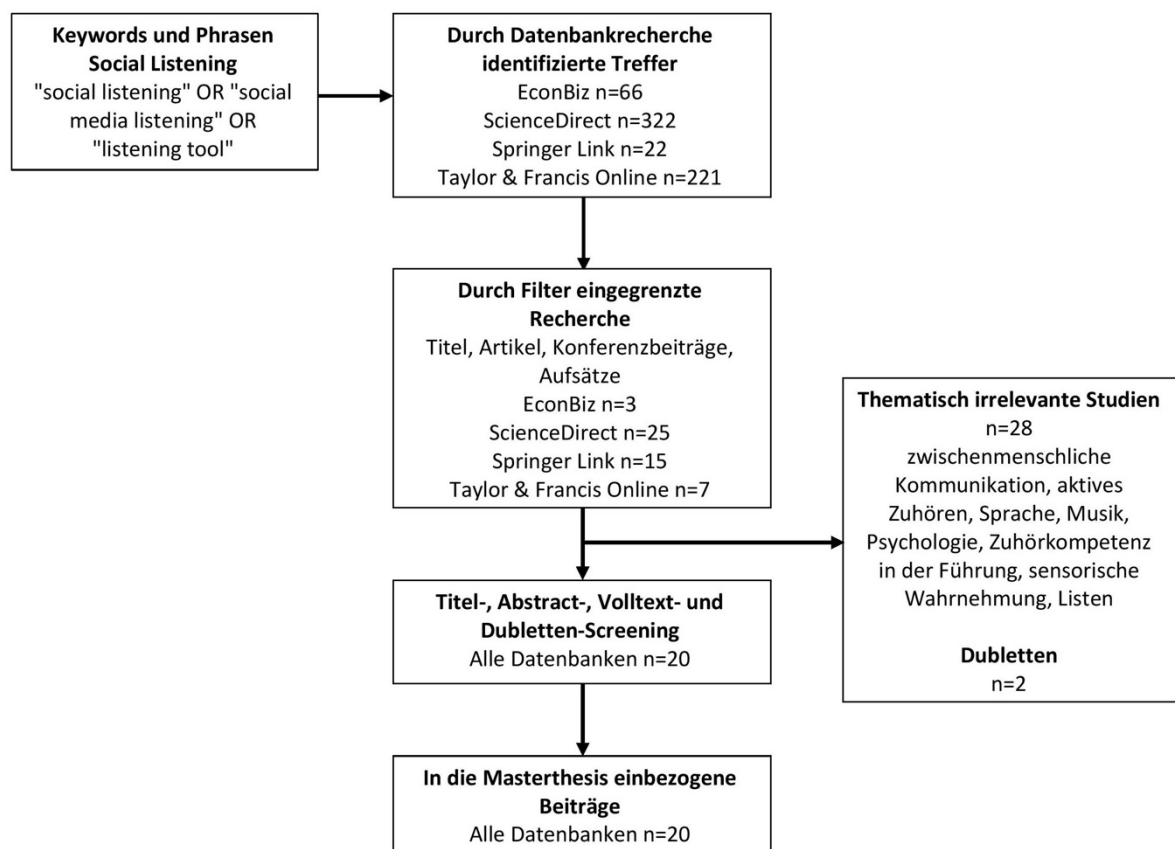 Keywords und Phrasen
Social Listening
"social listening" OR "social
media listening" OR
"listening tool"
Durch Datenbankrecherche
identifizierte Treffer
EconBiz n=66
ScienceDirect n=322
Springer Link n=22
Taylor & Francis Online n=221
Durch Filter eingegrenzte
Recherche
Titel, Artikel, Konferenzbeiträge,
Aufsätze
EconBiz n=3
ScienceDirect n=25
Springer Link n=15
Taylor & Francis Online n=7
Thematisch irrelevante Studien
n=28
zwischenmenschliche
Kommunikation, aktives
Zuhören, Sprache, Musik,
Psychologie, Zuhörkompetenz
in der Führung, sensorische
Wahrnehmung, Listen
Dubletten
n=2
Titel-, Abstract-, Volltext- und
Dubletten-Screening
Alle Datenbanken n=20
In die Masterthesis einbezogene
Beiträge
Alle Datenbanken n=20